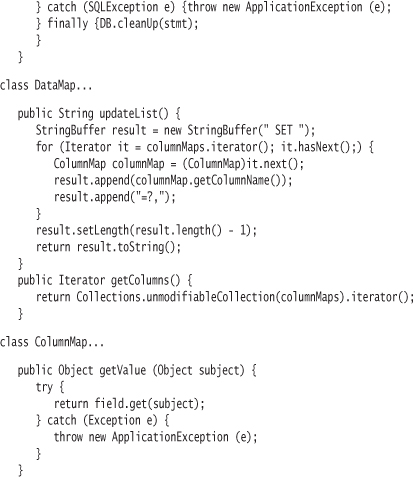 } catch (SQLException e) {throw new ApplicationException (e);
} finally {DB.cleanUp(stmt);
}
}
class DataMap...
public String updateList() {
StringBuffer result = new StringBuffer(" SET ");
for (Iterator it = columnMaps.iterator(); it.hasNext();) {
ColumnMap columnMap = (ColumnMap)it.next();
result.append(columnMap.getColumnName());
result.append("=?,");
}
result.setLength(result.length() - 1);
return result.toString();
}
public Iterator getColumns() {
return Collections.unmodifiableCollection(columnMaps).iterator();
}
class ColumnMap...
public Object getValue (Object subject) {
try {
return field.get(subject);
} catch (Exception e) {
throw new ApplicationException (e);
}
}